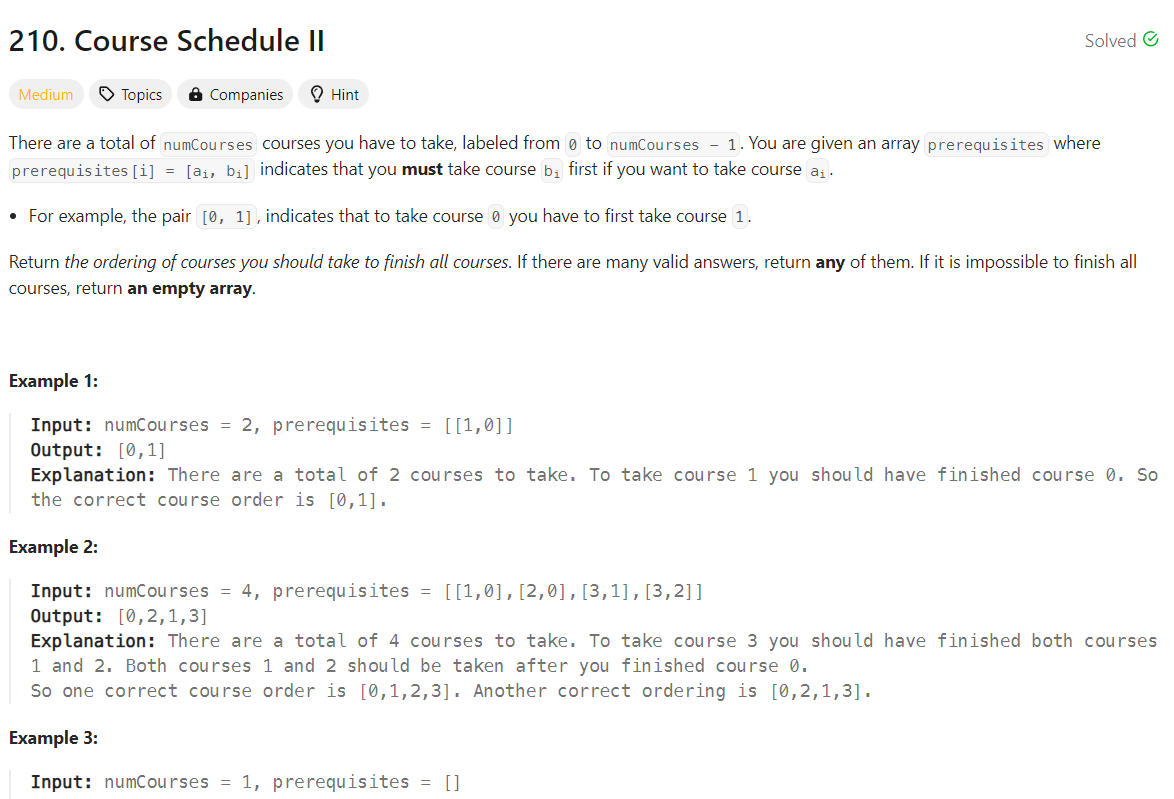 210. Course Schedule II
Solved
Medium Topics Companies Hint
There are a total of numCourses courses you have to take, labeled from 0 to numCourses - 1. You are given an array prerequisites where
prerequisites[i] = [aᵢ, bᵢ] indicates that you must take course bᵢ first if you want to take course aᵢ.
• For example, the pair [0, 1], indicates that to take course 0 you have to first take course 1.
Return the ordering of courses you should take to finish all courses. If there are many valid answers, return any of them. If it is impossible to finish all
courses, return an empty array.
Example 1:
Input: numCourses = 2, prerequisites = [[1,0]]
Output: [0,1]
Explanation: There are a total of 2 courses to take. To take course 1 you should have finished course 0. So
the correct course order is [0,1].
Example 2:
Input: numCourses = 4, prerequisites = [[1,0],[2,0],[3,1],[3,2]]
Output: [0,2,1,3]
Explanation: There are a total of 4 courses to take. To take course 3 you should have finished both courses
1 and 2. Both courses 1 and 2 should be taken after you finished course 0.
So one correct course order is [0,1,2,3]. Another correct ordering is [0,2,1,3].
Example 3:
Input: numCourses = 1, prerequisites = []